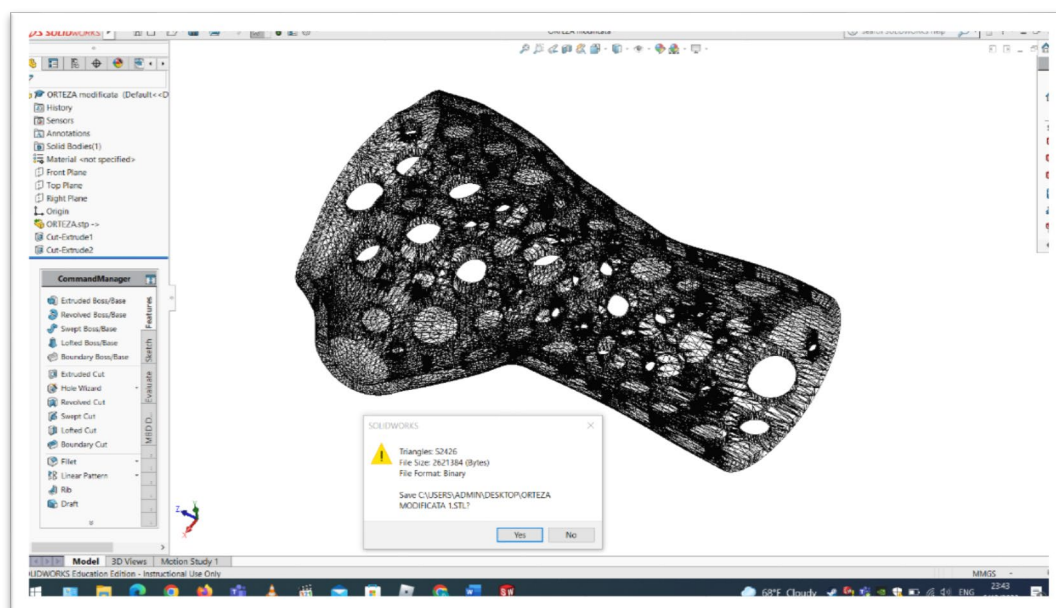 SOLIDWORKS
ORTEZA modificata (Default<<D
History
Sensors
Annotations
Solid Bodies(1)
Material <not specified>
Front Plane
Top Plane
Right Plane
Origin
ORTEZA.stp ->
Cut-Extrude1
Cut-Extrude2
CommandManager
Extruded Boss/Base
Revolved Boss/Base
Swept Boss/Base
Lofted Boss/Base
Boundary Boss/Base
Extruded Cut
Hole Wizard
Revolved Cut
Swept Cut
Lofted Cut
Boundary Cut
Fillet
Linear Pattern
Rib
Draft
Features
Sketch
Evaluate
MBD D...
SOLIDWORKS
Triangles: 52426
File Size: 2621384 (Bytes)
File Format: Binary
Save C:\USERS\ADMIN\DESKTOP\ORTEZA
MODIFICATA 1.STL?
Yes No
Z Y X
Model 3D Views Motion Study 1
LIDWORKS Education Edition - Instructional Use Only
MMGS
68°F Cloudy
ENG
23:43